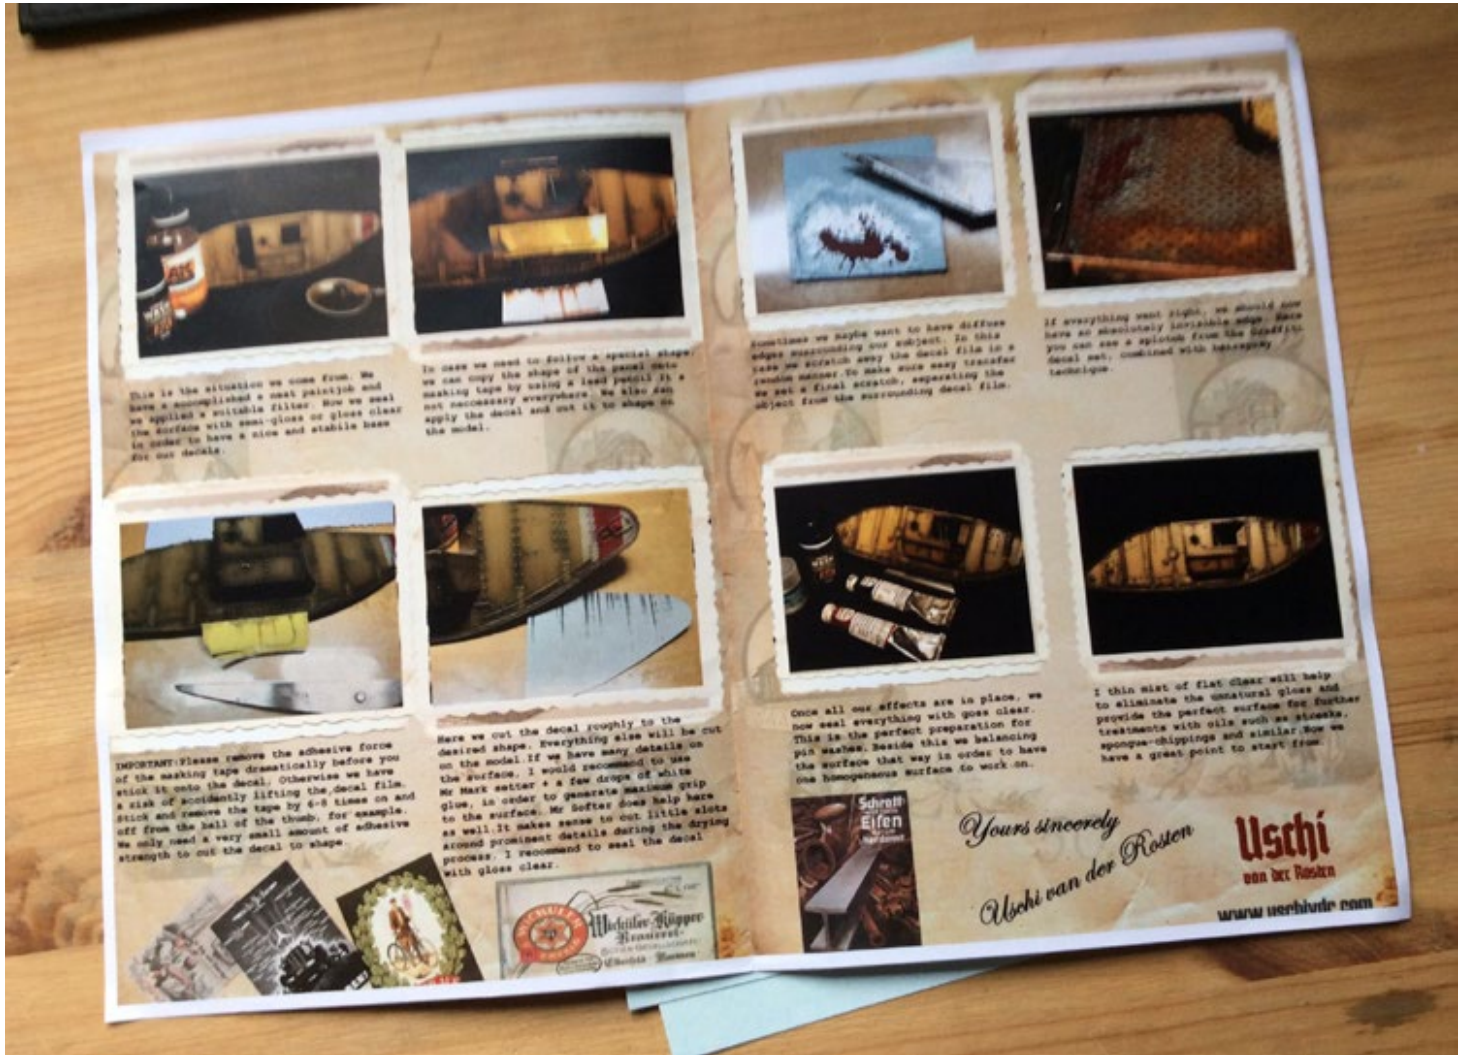 This is the situation we come from. We
have a accomplished a neat paintjob and
we applied a suitable filter. Now we seal
the surface with semi-gloss or gloss clear
in order to have a nice and stabile base
for our decals.
In case we need to follow a special shape,
we can copy the shape of the panel onto
masking tape by using a lead pencil It s
not neccessary everywhere. We also can
apply the decal and cut it to shape on
the model.
IMPORTANT:Please remove the adhesive force
of the masking tape dramatically before you
stick it onto the decal. Otherwise we have
a risk of accidently lifting the decal film.
Stick and remove the tape by 6-8 times on and
off from the ball of the thumb, for example.
We only need a very small amount of adhesive
strength to cut the decal to shape.
Here we cut the decal roughly to the
desired shape. Everything else will be cut
on the model.If we have many details on
the surface, I would recommend to use
Mr Mark setter + a few drops of white
glue, in order to generate maximum grip
to the surface. Mr Softer does help here
as well.It makes sense to cut little slots
around prominent details during the drying
process. I recommend to seal the decal
with gloss clear.
Wicküler-Küpper
Brauerei-
Elberfeld - Barmen
Sometimes we maybe want to have diffuse
edges surrounding our subject. In this
case we scratch away the decal film in a
random manner.To make sure easy transfer
we set a final scratch, seperating the
object from the surrounding decal film.
If everything went right, we should now
have an absolutely invisible edge. Here
you can see a splotch from the Graffiti
decal set, combined with hairspray
technique.
Once all our effects are in place, we
now seal everything with goss clear.
This is the perfect preparation for
pin washes. Beside this we balancing
the surface that way in order to have
one homogeneous surface to work on.
I thin mist of flat clear will help
to eliminate the unnatural gloss and
provide the perfect surface for further
treatments with oils such as streaks,
spongue-chippings and similar.Now we
have a great point to start from.
Schrott
Eisen
Yours sincerely
Uschi van der Rosten
Uschi
van der Rosten
www.uschivdr.com